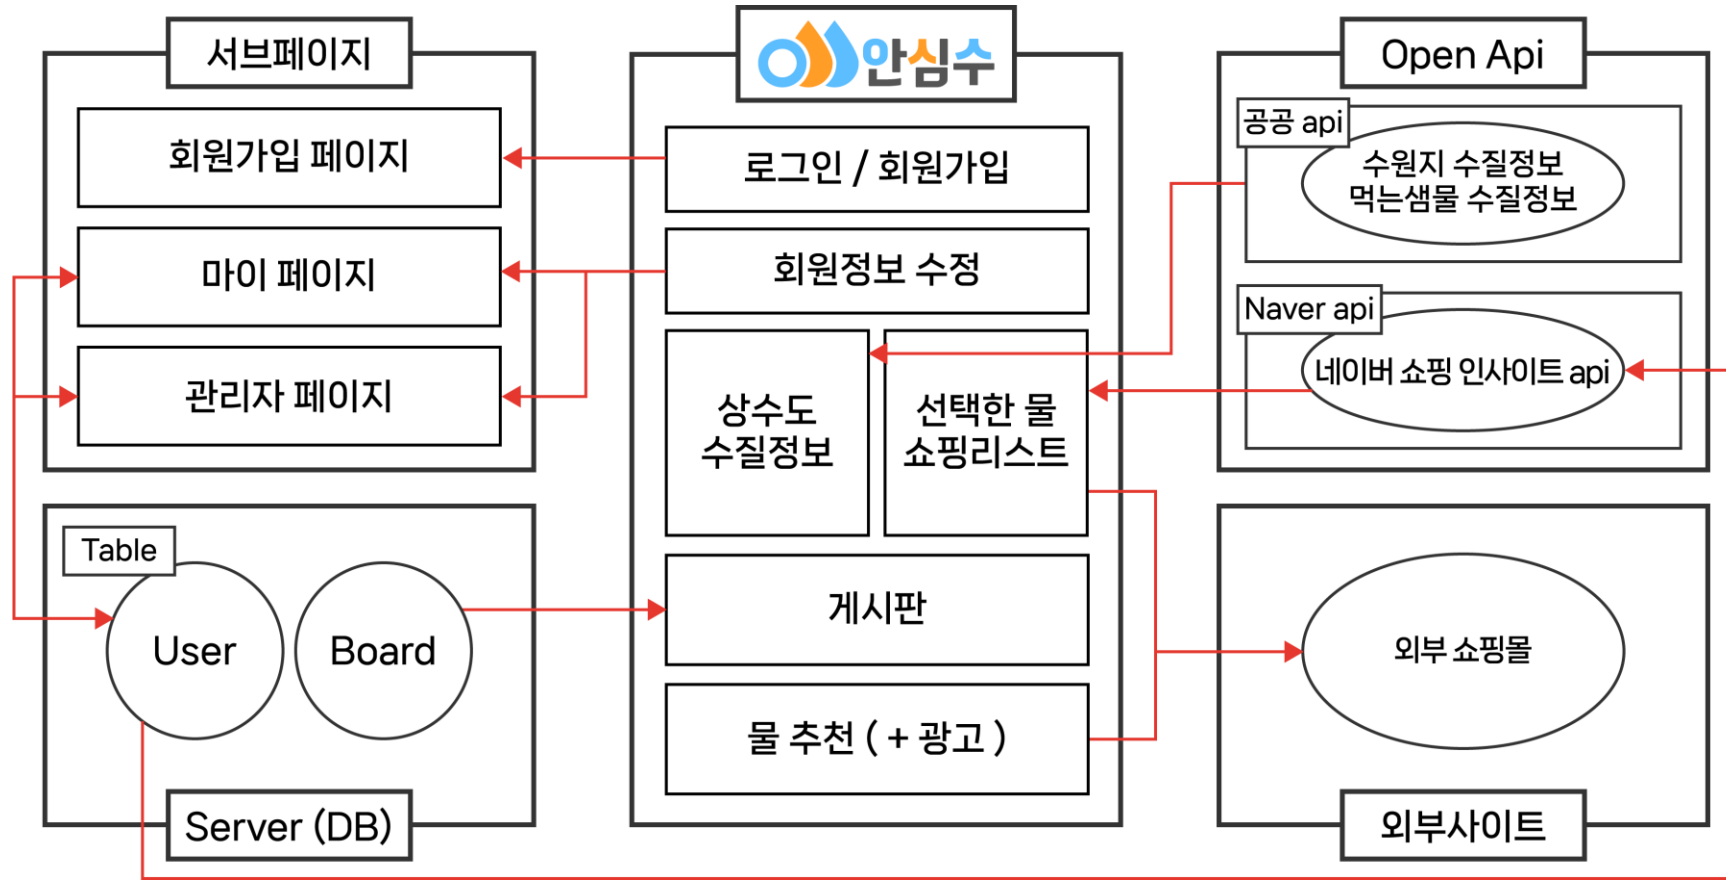 서브페이지
회원가입 페이지
마이 페이지
관리자 페이지
Table
User
Board
Server (DB)
안심수
로그인 / 회원가입
회원정보 수정
상수도
수질정보
선택한 물
쇼핑리스트
게시판
물 추천 ( + 광고 )
Open Api
공공 api
수원지 수질정보
먹는샘물 수질정보
Naver api
네이버 쇼핑 인사이트 api
외부 쇼핑몰
외부사이트